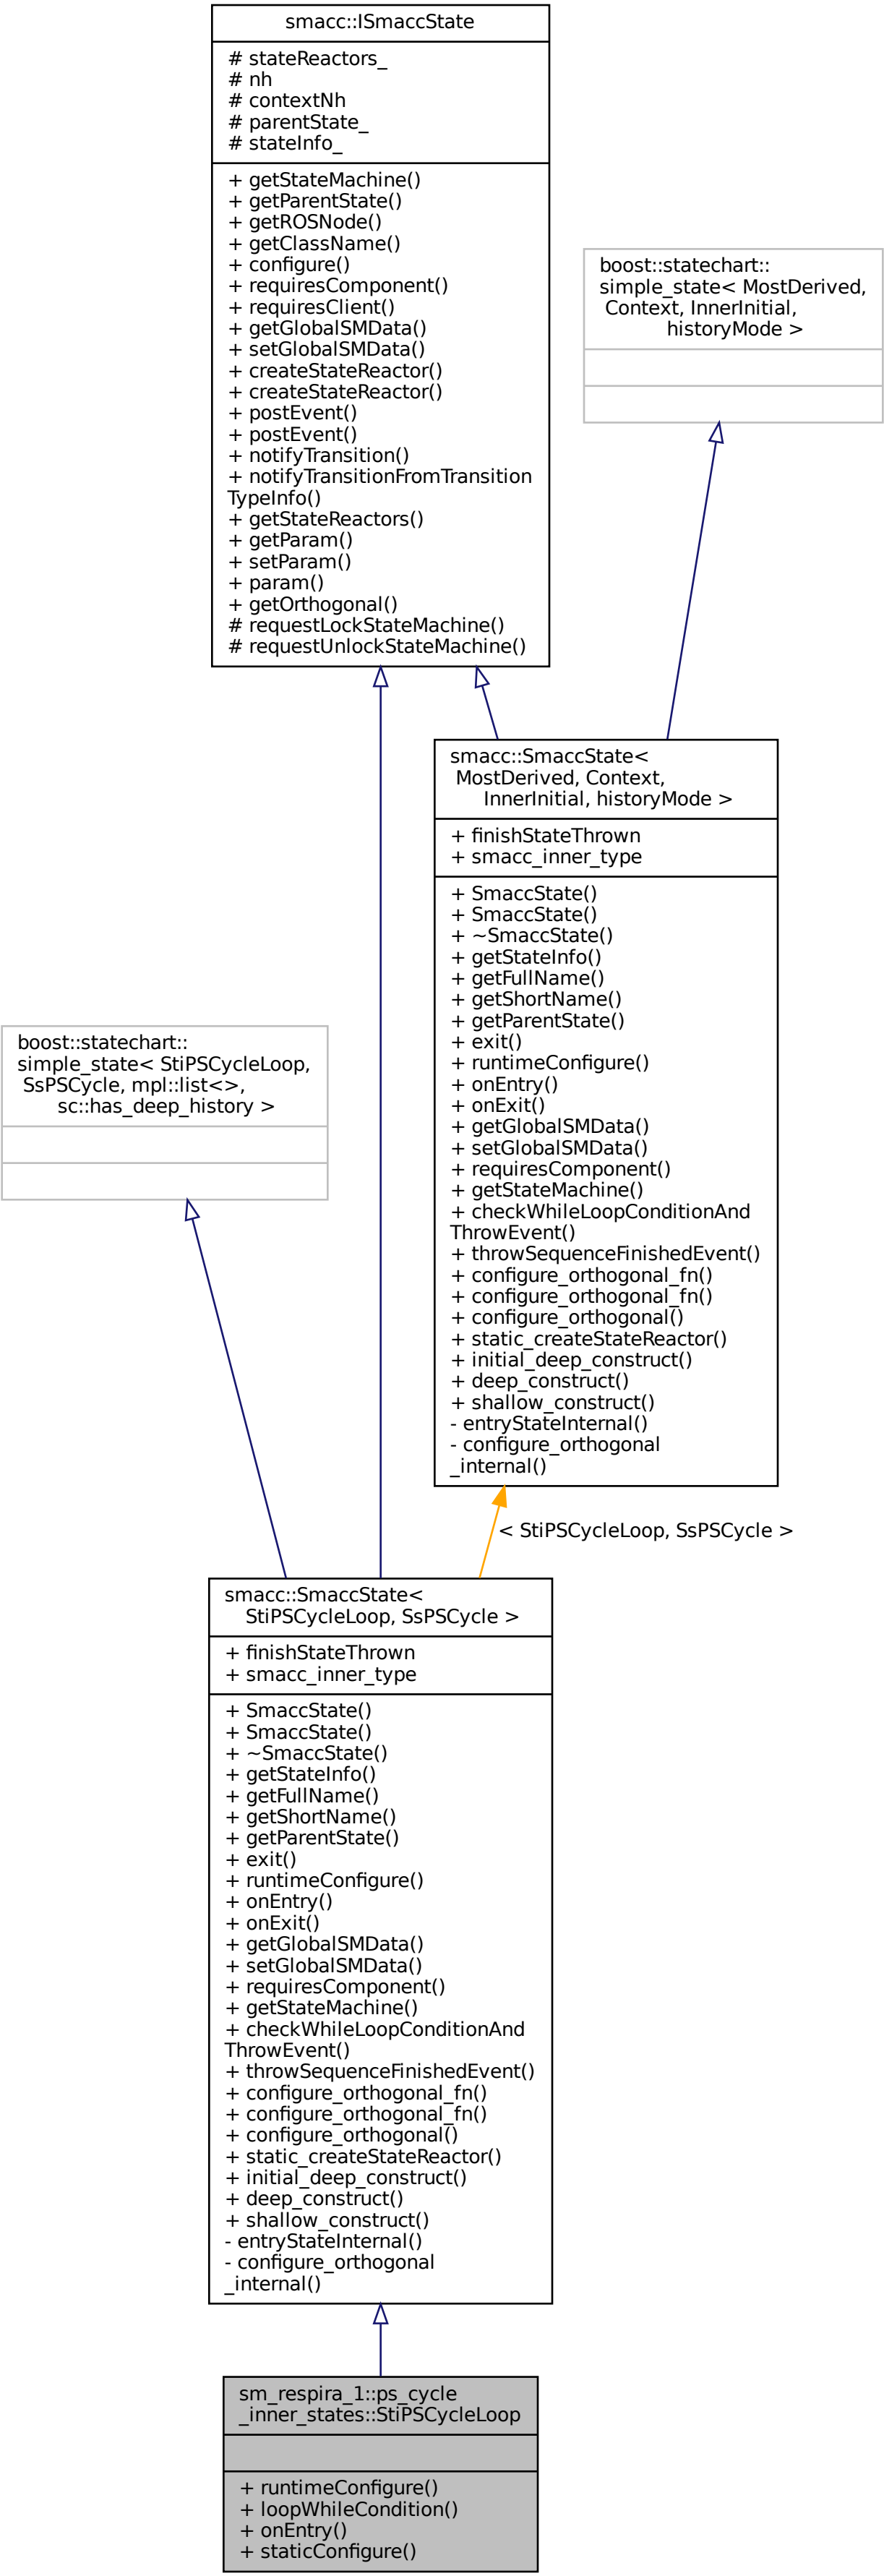 smacc::ISmaccState
# stateReactors_
# nh
# contextNh
# parentState_
# stateInfo_
+ getStateMachine()
+ getParentState()
+ getROSNode()
+ getClassName()
+ configure()
+ requiresComponent()
+ requiresClient()
+ getGlobalSMData()
+ setGlobalSMData()
+ createStateReactor()
+ createStateReactor()
+ postEvent()
+ postEvent()
+ notifyTransition()
+ notifyTransitionFromTransition
TypeInfo()
+ getStateReactors()
+ getParam()
+ setParam()
+ param()
+ getOrthogonal()
# requestLockStateMachine()
# requestUnlockStateMachine()
boost::statechart::
simple_state< MostDerived,
Context, InnerInitial,
historyMode >
smacc::SmaccState<
MostDerived, Context,
InnerInitial, historyMode >
+ finishStateThrown
+ smacc_inner_type
+ SmaccState()
+ SmaccState()
+ ~SmaccState()
+ getStateInfo()
+ getFullName()
+ getShortName()
+ getParentState()
+ exit()
+ runtimeConfigure()
+ onEntry()
+ onExit()
+ getGlobalSMData()
+ setGlobalSMData()
+ requiresComponent()
+ getStateMachine()
+ checkWhileLoopConditionAnd
ThrowEvent()
+ throwSequenceFinishedEvent()
+ configure_orthogonal_fn()
+ configure_orthogonal_fn()
+ configure_orthogonal()
+ static_createStateReactor()
+ initial_deep_construct()
+ deep_construct()
+ shallow_construct()
- entryStateInternal()
- configure_orthogonal
_internal()
boost::statechart::
simple_state< StiPSCycleLoop,
SsPSCycle, mpl::list<>,
sc::has_deep_history >
< StiPSCycleLoop, SsPSCycle >
smacc::SmaccState<
StiPSCycleLoop, SsPSCycle >
+ finishStateThrown
+ smacc_inner_type
+ SmaccState()
+ SmaccState()
+ ~SmaccState()
+ getStateInfo()
+ getFullName()
+ getShortName()
+ getParentState()
+ exit()
+ runtimeConfigure()
+ onEntry()
+ onExit()
+ getGlobalSMData()
+ setGlobalSMData()
+ requiresComponent()
+ getStateMachine()
+ checkWhileLoopConditionAnd
ThrowEvent()
+ throwSequenceFinishedEvent()
+ configure_orthogonal_fn()
+ configure_orthogonal_fn()
+ configure_orthogonal()
+ static_createStateReactor()
+ initial_deep_construct()
+ deep_construct()
+ shallow_construct()
- entryStateInternal()
- configure_orthogonal
_internal()
sm_respira_1::ps_cycle
_inner_states::StiPSCycleLoop
+ runtimeConfigure()
+ loopWhileCondition()
+ onEntry()
+ staticConfigure()